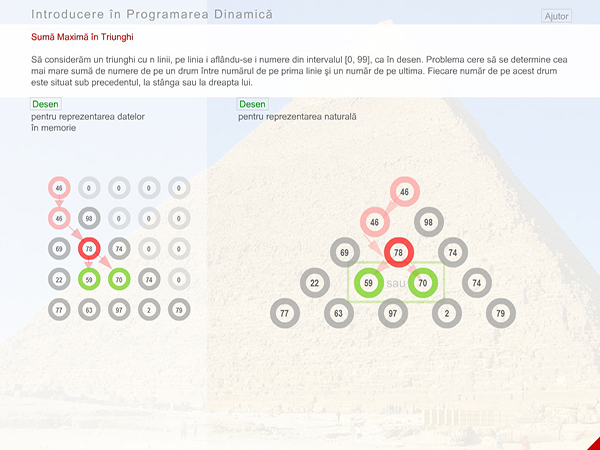 Introducere în Programarea Dinamică
Ajutor
Sumă Maximă în Triunghi
Să considerăm un triunghi cu n linii, pe linia i aflându-se i numere din intervalul [0, 99], ca în desen. Problema cere să se determine cea
mai mare sumă de numere de pe un drum între numărul de pe prima linie şi un număr de pe ultima. Fiecare număr de pe acest drum
este situat sub precedentul, la stânga sau la dreapta lui.
Desen
pentru reprezentarea datelor
în memorie
46 0 0 0 0
46 98 0 0 0
69 78 74 0 0
22 59 70 74 0
77 63 97 2 79
Desen
pentru reprezentarea naturală
46
46 98
69 78 74
22 59 sau 70 74
77 63 97 2 79